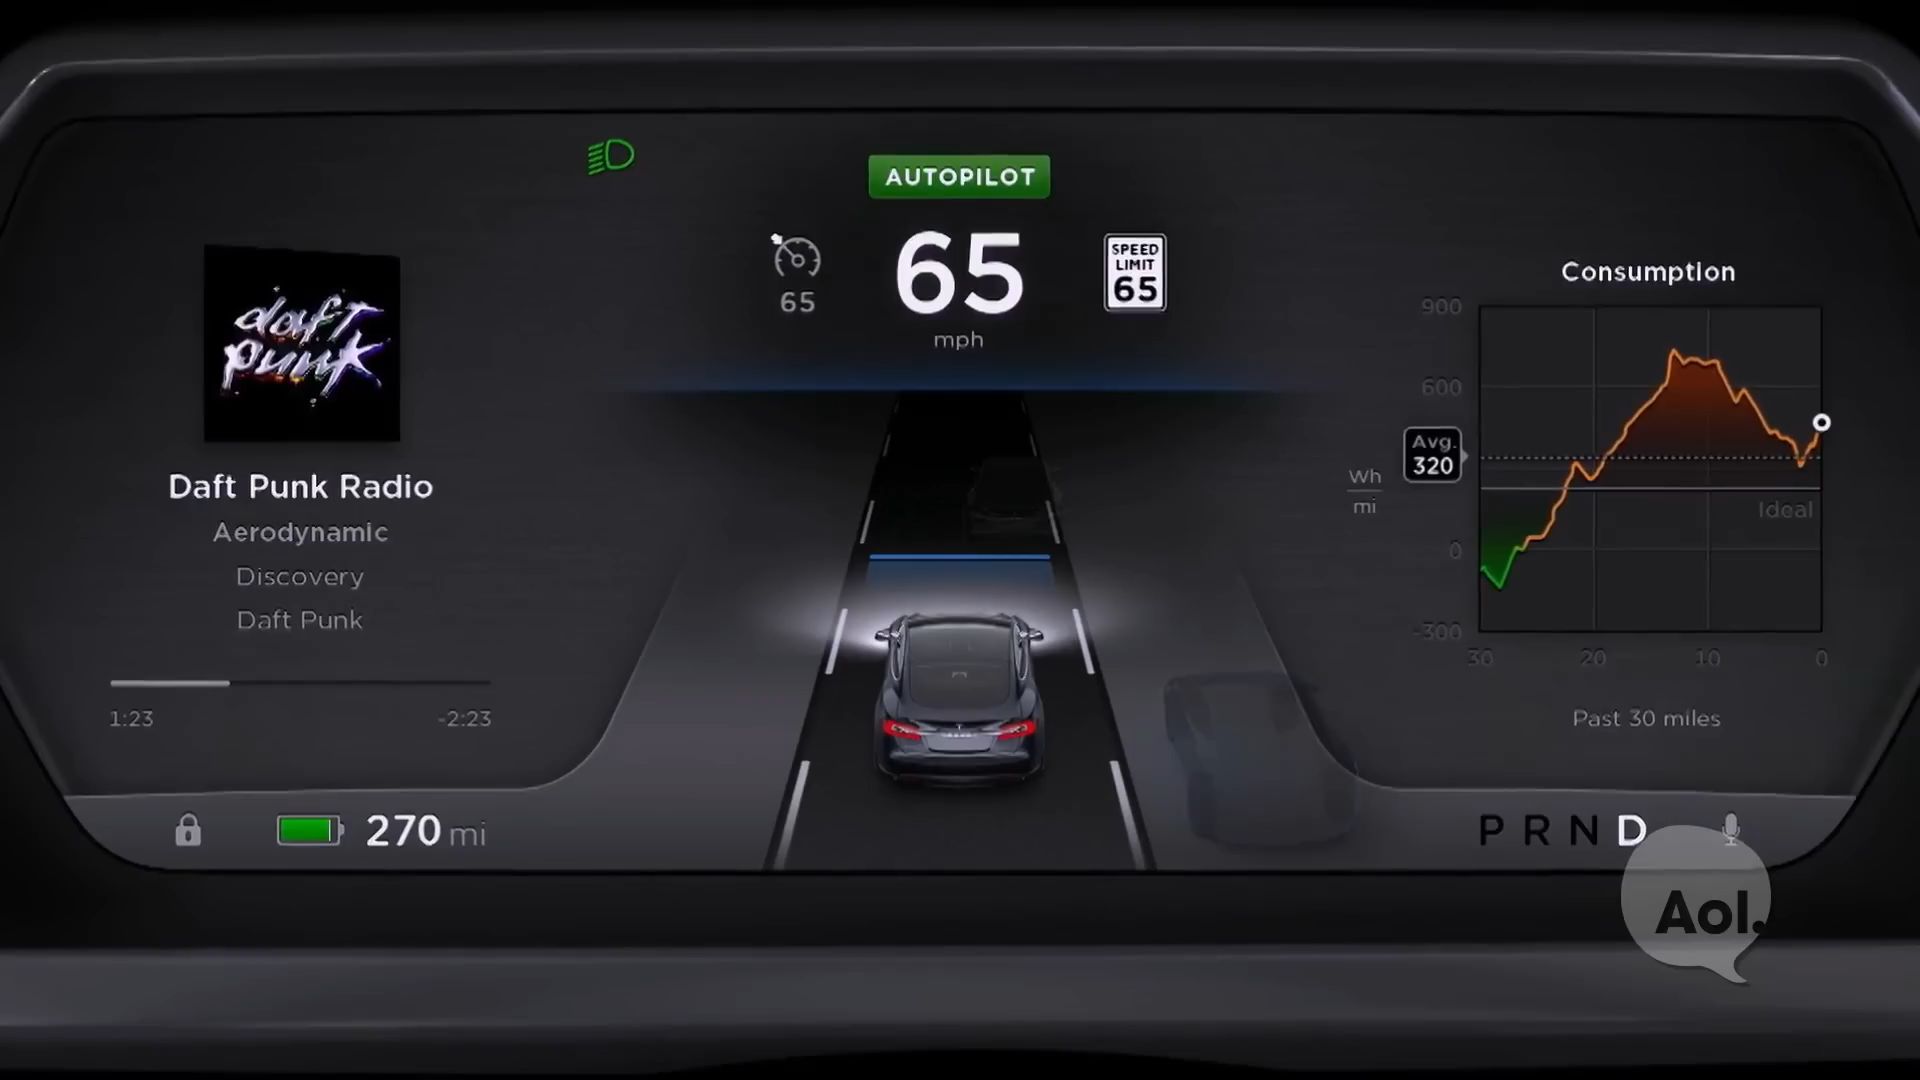 AUTOPILOT
65
65
mph
SPEED
LIMIT
65
daft
punk
Daft Punk Radio
Aerodynamic
Discovery
Daft Punk
1:23
-2:23
Consumption
900
600
Avg.
320
Wh
mi
Ideal
0
-300
30
20
10
0
Past 30 miles
270 mi
P R N D
Aol.